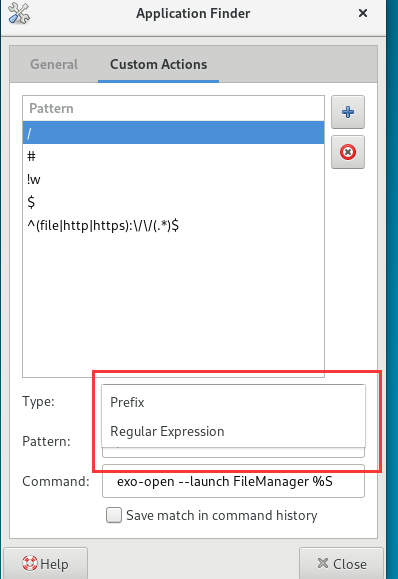 Application Finder
General
Custom Actions
Pattern
/
#
!w
$
^(file|http|https):\/\/(.*)$
Type:
Prefix
Regular Expression
Pattern:
Command:
exo-open --launch FileManager %S
Save match in command history
Help
Close